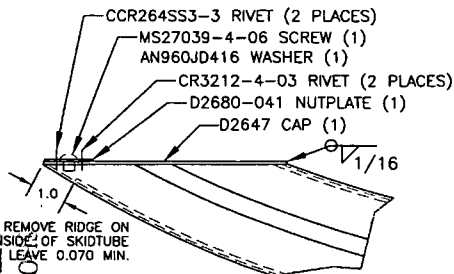 CCR264SS3-3 RIVET (2 PLACES)
MS27039-4-06 SCREW (1)
AN960JD416 WASHER (1)
CR3212-4-03 RIVET (2 PLACES)
D2680-041 NUTPLATE (1)
D2647 CAP (1)
1/16
1.0
REMOVE RIDGE ON
INSIDE OF SKIDTUBE
LEAVE 0.070 MIN.